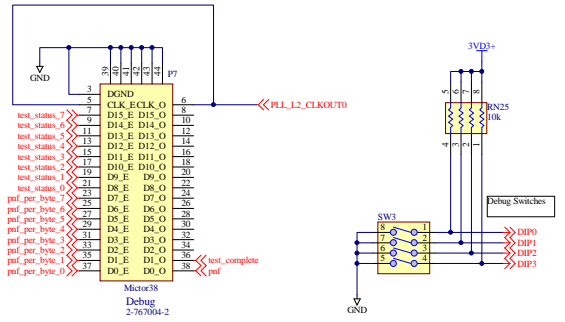 39
40
41
42
43
44
P7
GND
3
DGND
5
CLK_E
CLK_O
6
PLL_L2_CLKOUT0
test_status_7
7
D15_E
D15_O
8
test_status_6
9
D14_E
D14_O
10
test_status_5
11
D13_E
D13_O
12
test_status_4
13
D12_E
D12_O
14
test_status_3
15
D11_E
D11_O
16
test_status_2
17
D10_E
D10_O
18
test_status_1
19
D9_E
D9_O
20
test_status_0
21
D8_E
D8_O
22
pnf_per_byte_7
23
D7_E
D7_O
24
pnf_per_byte_6
25
D6_E
D6_O
26
pnf_per_byte_5
27
D5_E
D5_O
28
pnf_per_byte_4
29
D4_E
D4_O
30
pnf_per_byte_3
31
D3_E
D3_O
32
pnf_per_byte_2
33
D2_E
D2_O
34
pnf_per_byte_1
35
D1_E
D1_O
36
test_complete
pnf_per_byte_0
37
D0_E
D0_O
38
pnf
Mictor38
Debug
2-767004-2
3VD3+
5
6
7
8
RN25
10k
4
3
2
1
Debug Switches
SW3
8
1
DIP0
7
2
DIP1
6
3
DIP2
5
4
DIP3
GND